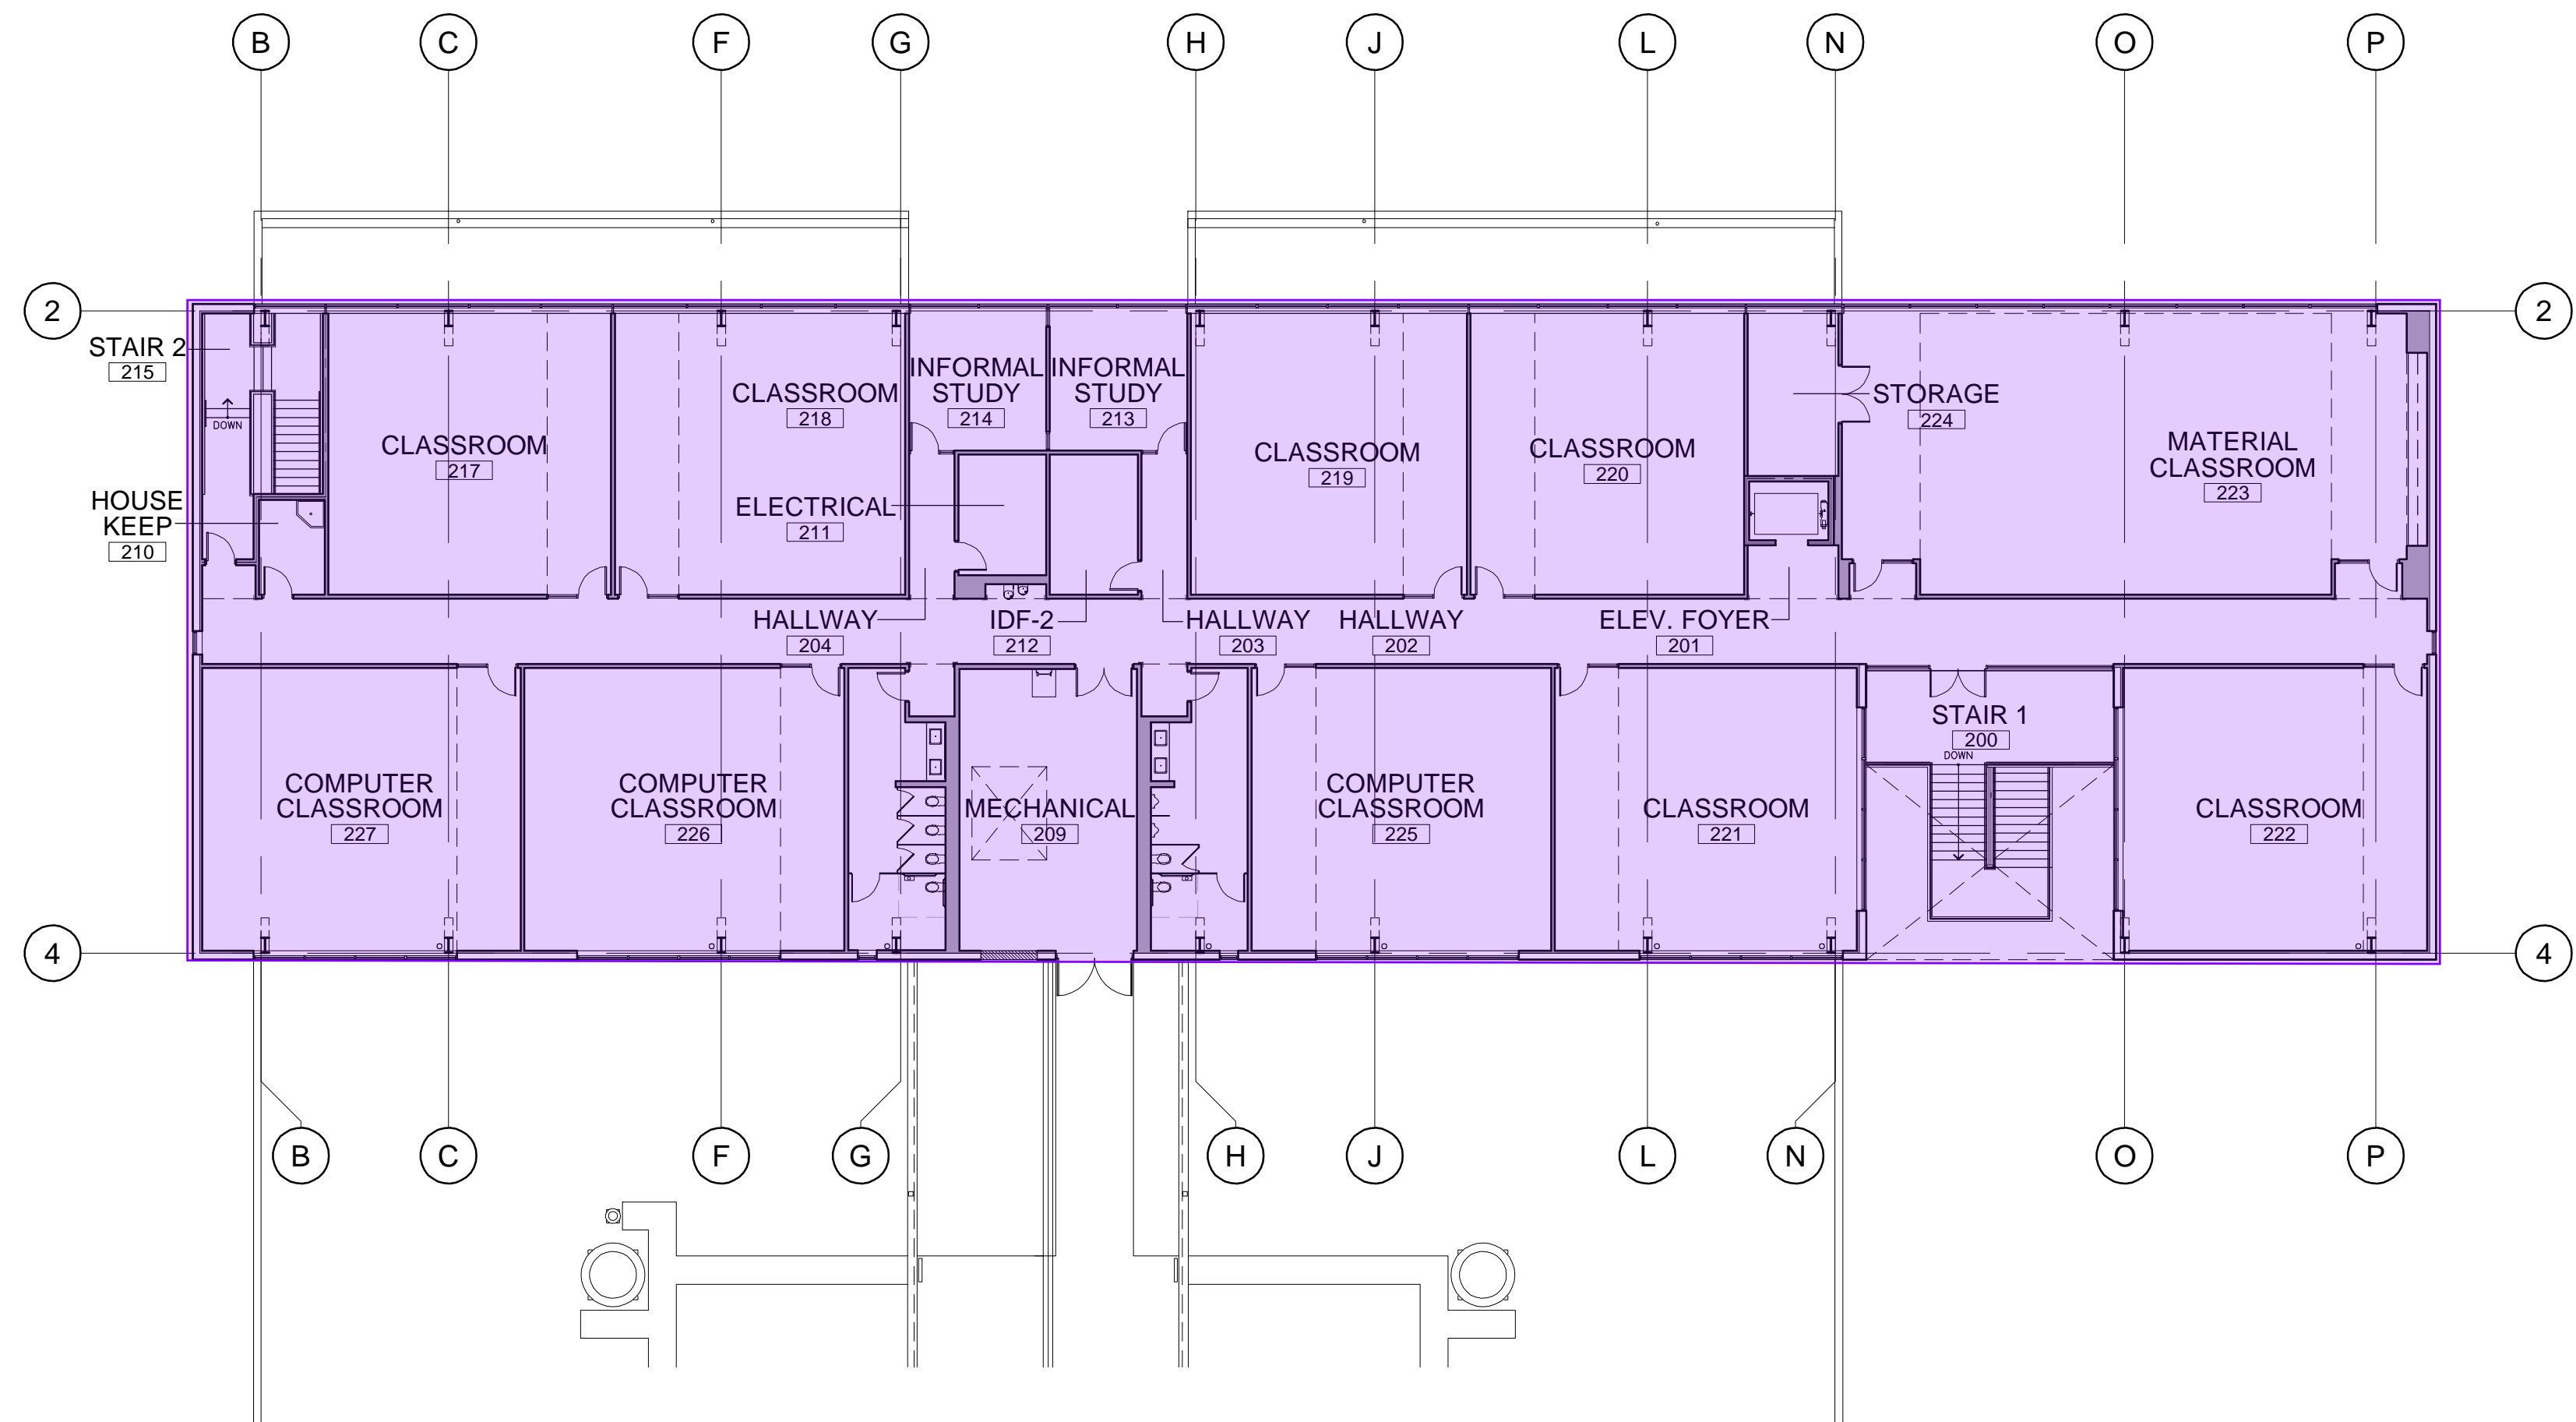 B C F G H J L N O P
2 2
STAIR 2
215
DOWN
HOUSE
KEEP
210
CLASSROOM
217
CLASSROOM
218
ELECTRICAL
211
INFORMAL
STUDY
214
INFORMAL
STUDY
213
CLASSROOM
219
CLASSROOM
220
STORAGE
224
MATERIAL
CLASSROOM
223
HALLWAY
204
IDF-2
212
HALLWAY
203
HALLWAY
202
ELEV. FOYER
201
STAIR 1
200
DOWN
COMPUTER
CLASSROOM
227
COMPUTER
CLASSROOM
226
MECHANICAL
209
COMPUTER
CLASSROOM
225
CLASSROOM
221
CLASSROOM
222
4 4
B C F G H J L N O P